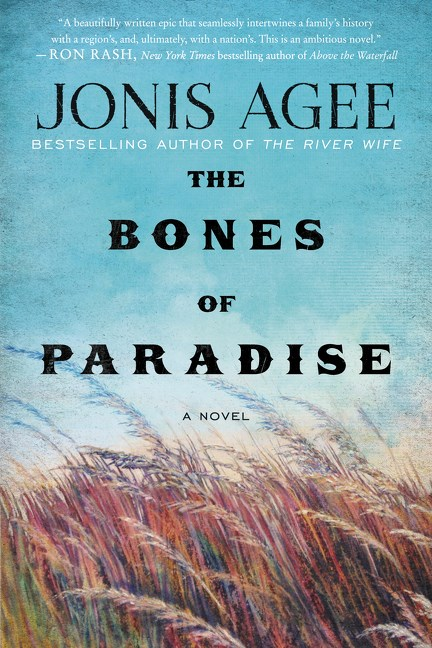 "A beautifully written epic that seamlessly intertwines a family's history
with a region's, and, ultimately, with a nation's. This is an ambitious novel."
—RON RASH, New York Times bestselling author of Above the Waterfall
JONIS AGEE
BESTSELLING AUTHOR OF THE RIVER WIFE
THE
BONES
OF
PARADISE
A NOVEL